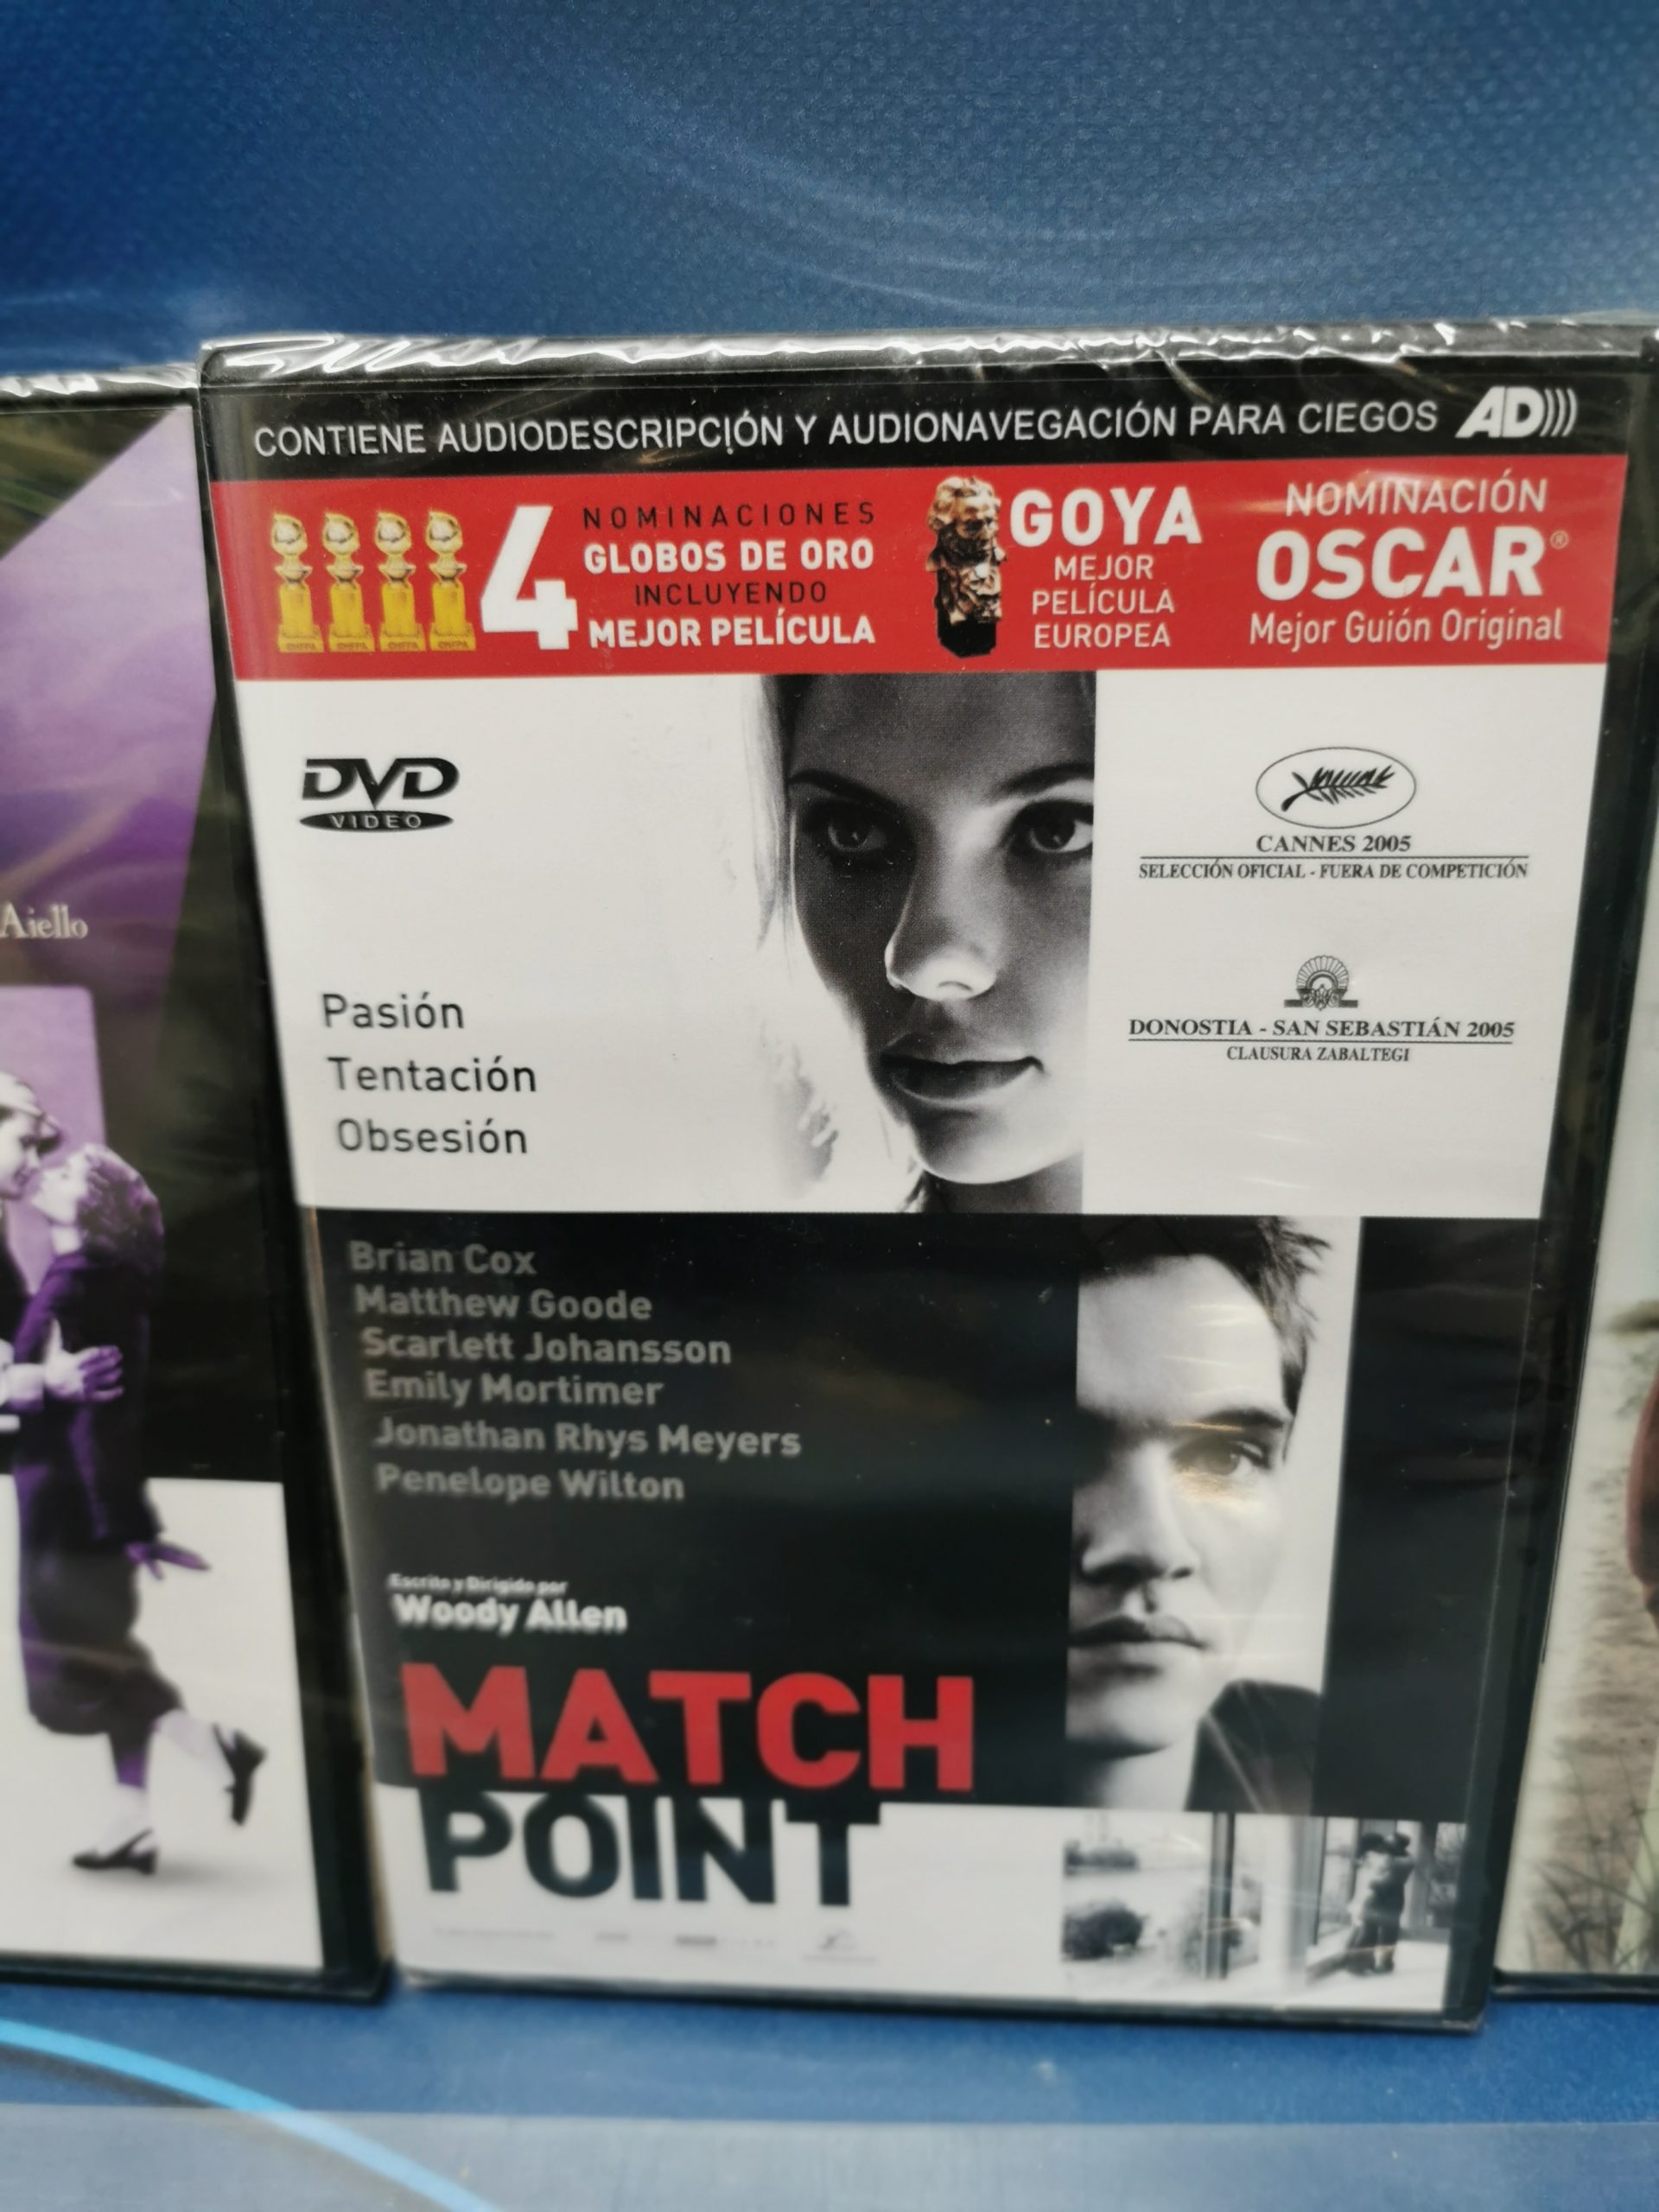 CONTIENE AUDIODESCRIPCIÓN Y AUDIONAVEGACIÓN PARA CIEGOS AD)))
4
NOMINACIONES
GLOBOS DE ORO
INCLUYENDO
MEJOR PELÍCULA
GOYA
MEJOR
PELÍCULA
EUROPEA
NOMINACIÓN
OSCAR®
Mejor Guión Original
DVD
VIDEO
CANNES 2005
SELECCIÓN OFICIAL - FUERA DE COMPETICIÓN
Aiello
Pasión
Tentación
Obsesión
DONOSTIA - SAN SEBASTIÁN 2005
CLAUSURA ZABALTEGI
Brian Cox
Matthew Goode
Scarlett Johansson
Emily Mortimer
Jonathan Rhys Meyers
Penelope Wilton
Escrito y Dirigido por
Woody Allen
MATCH
POINT